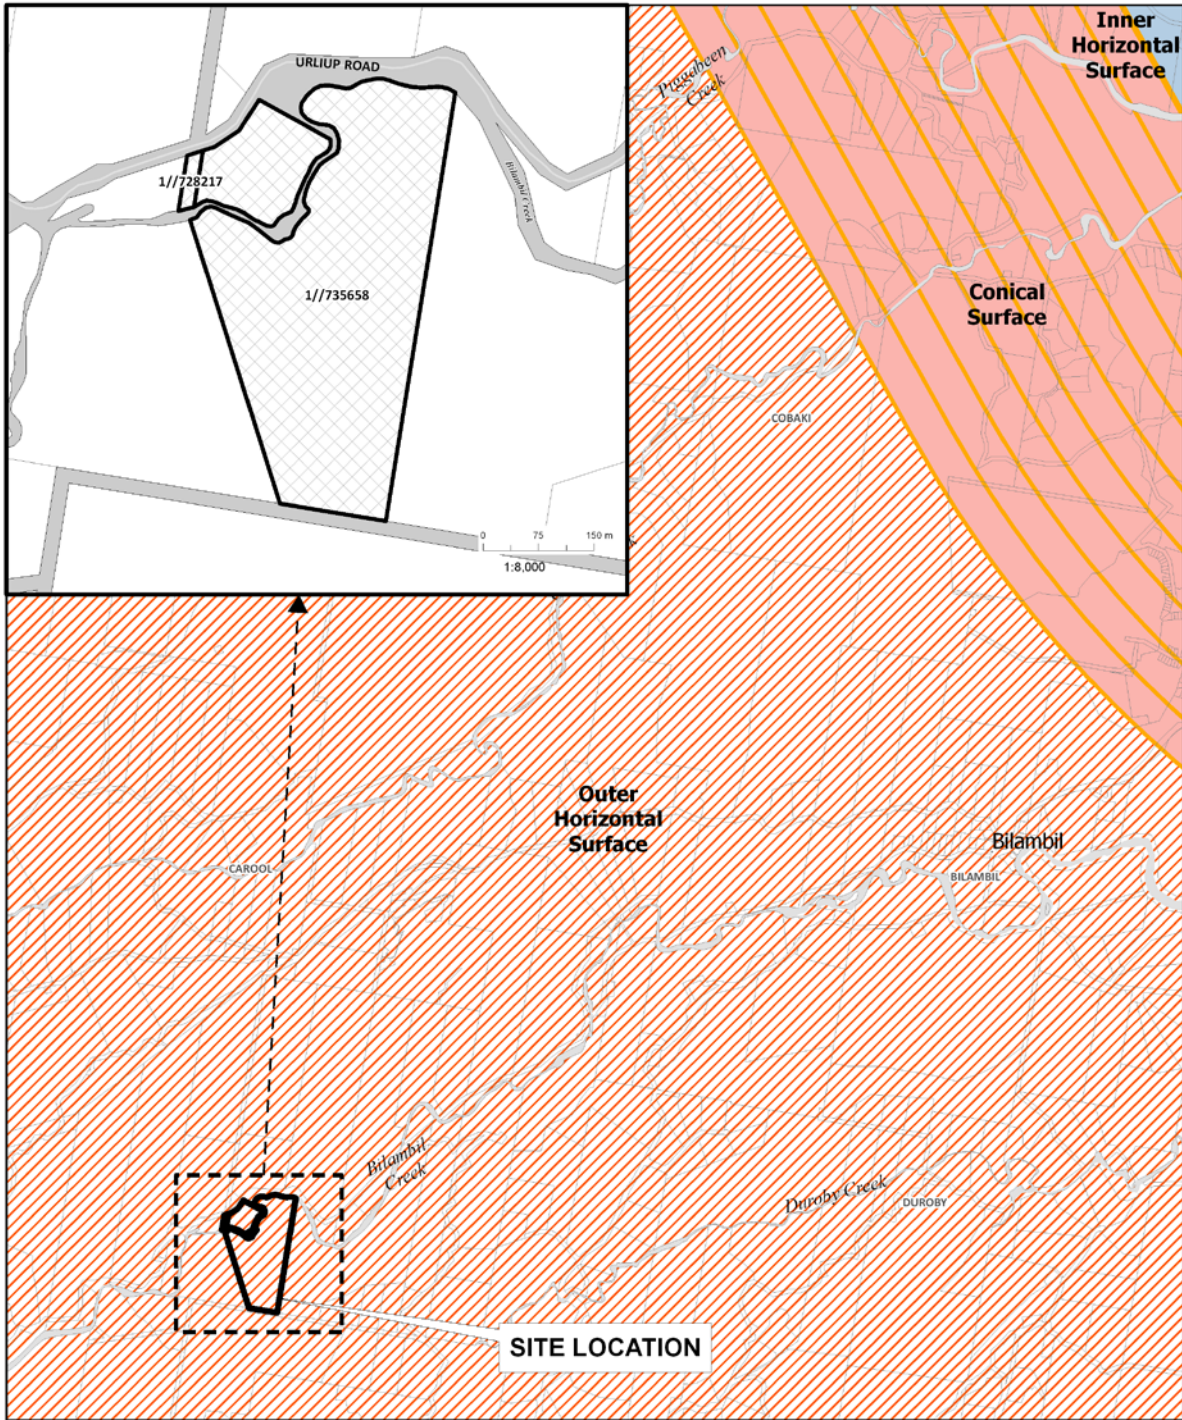 Inner
Horizontal
Surface
Piggabeen
Creek
URLIUP ROAD
1//728217
Bilambil Creek
1//735658
0 75 150 m
1:8,000
Conical
Surface
COBAKI
Outer
Horizontal
Surface
CAROOL
Bilambil
BILAMBIL
Bilambil
Creek
Duroby Creek
DUROBY
SITE LOCATION